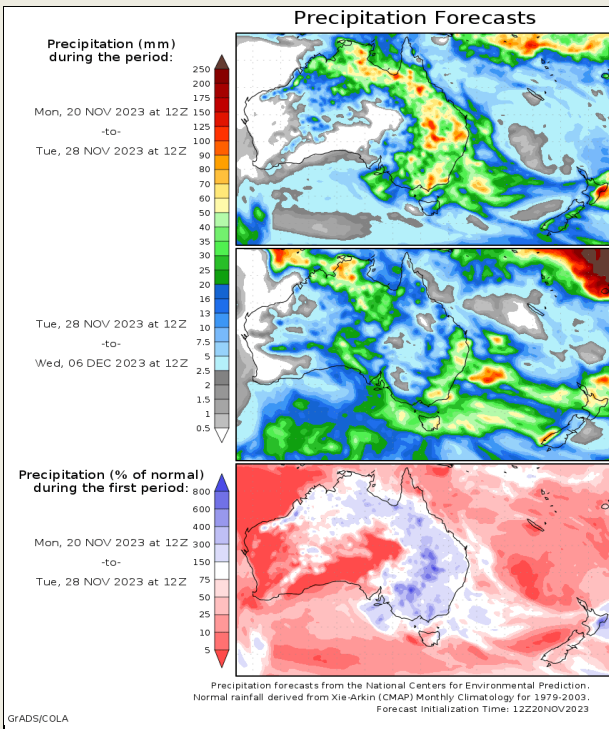 Precipitation Forecasts
Precipitation (mm)
during the period:
250
200
175
150
125
100
90
80
70
60
50
40
35
30
25
20
16
13
10
7.5
5
2.5
2
1.5
1
0.5
Mon, 20 NOV 2023 at 12Z
-to-
Tue, 28 NOV 2023 at 12Z
Tue, 28 NOV 2023 at 12Z
-to-
Wed, 06 DEC 2023 at 12Z
Precipitation (% of normal)
during the first period:
800
600
400
300
150
75
50
25
10
5
Mon, 20 NOV 2023 at 12Z
-to-
Tue, 28 NOV 2023 at 12Z
Precipitation forecasts from the National Centers for Environmental Prediction.
Normal rainfall derived from Xie-Arkin (CMAP) Monthly Climatology for 1979-2003.
Forecast Initialization Time: 12Z20NOV2023
GrADS/COLA